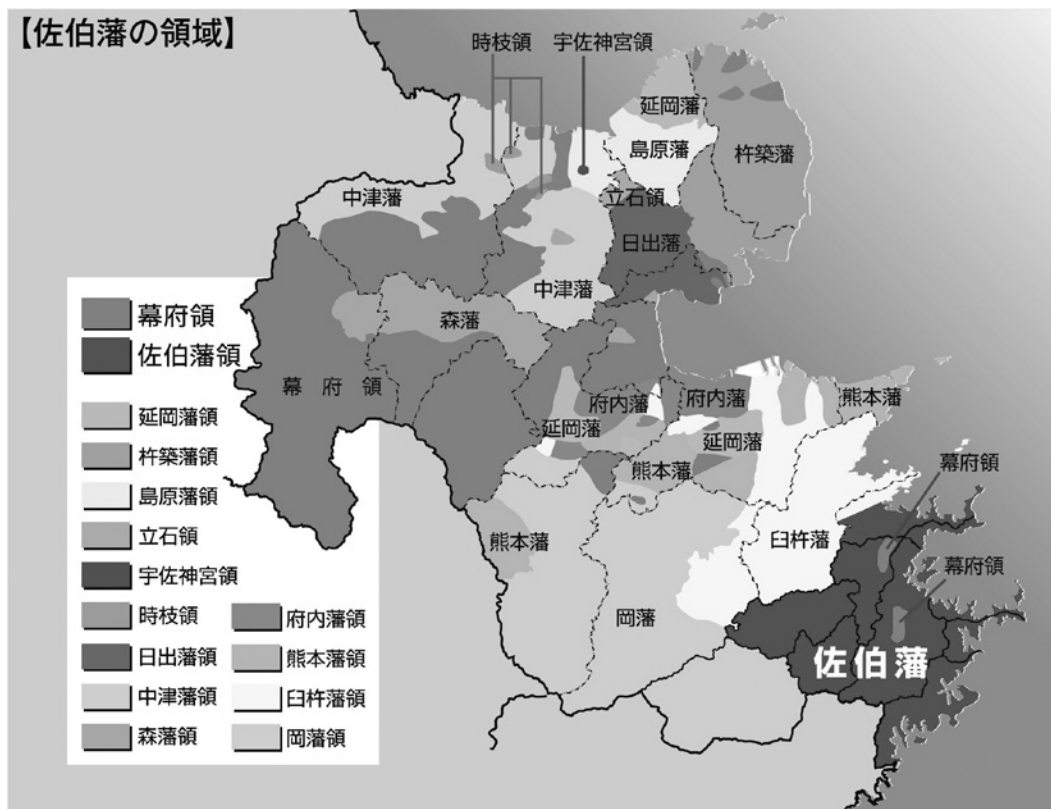 【佐伯藩の領域】
時枝領
宇佐神宮領
延岡藩
島原藩
杵築藩
中津藩
立石領
日出藩
中津藩
森藩
幕府領
府内藩
府内藩
熊本藩
延岡藩
延岡藩
熊本藩
幕府領
熊本藩
臼杵藩
幕府領
岡藩
佐伯藩
幕府領
佐伯藩領
延岡藩領
杵築藩領
島原藩領
立石領
宇佐神宮領
時枝領
日出藩領
中津藩領
森藩領
府内藩領
熊本藩領
臼杵藩領
岡藩領